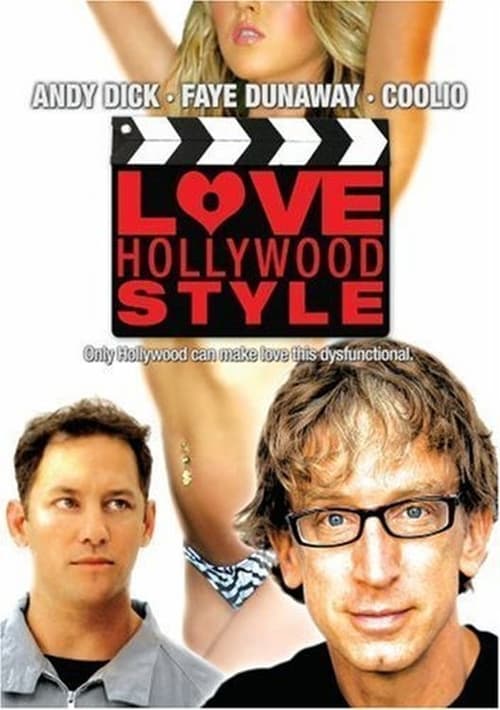 ANDY DICK • FAYE DUNAWAY • COOLIO
LOVE
HOLLYWOOD
STYLE
Only Hollywood can make love this dysfunctional.